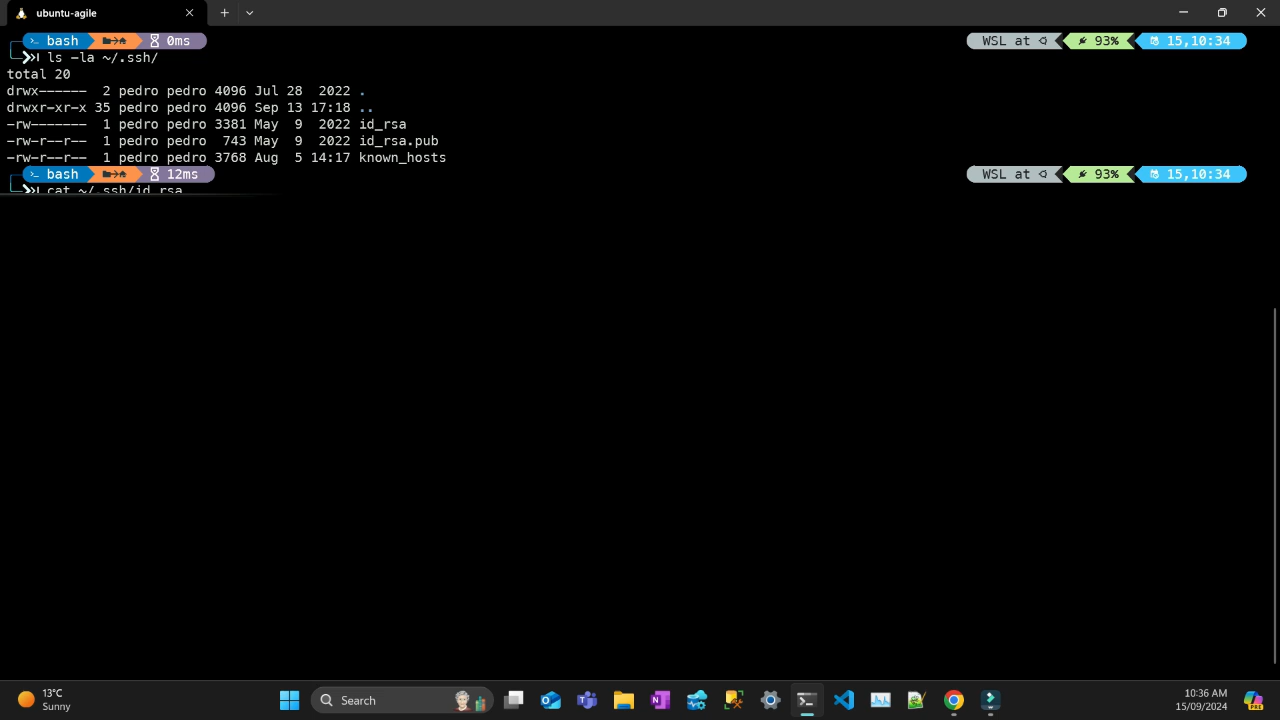 ubuntu-agile
bash 0ms WSL at 93% 15,10:34
ls -la ~/.ssh/
total 20
drwx------ 2 pedro pedro 4096 Jul 28 2022 .
drwxr-xr-x 35 pedro pedro 4096 Sep 13 17:18 ..
-rw------- 1 pedro pedro 3381 May 9 2022 id_rsa
-rw-r--r-- 1 pedro pedro 743 May 9 2022 id_rsa.pub
-rw-r--r-- 1 pedro pedro 3768 Aug 5 14:17 known_hosts
bash 12ms WSL at 93% 15,10:34
cat ~/.ssh/id_rsa
13°C
Sunny
Search
10:36 AM
15/09/2024
PRE